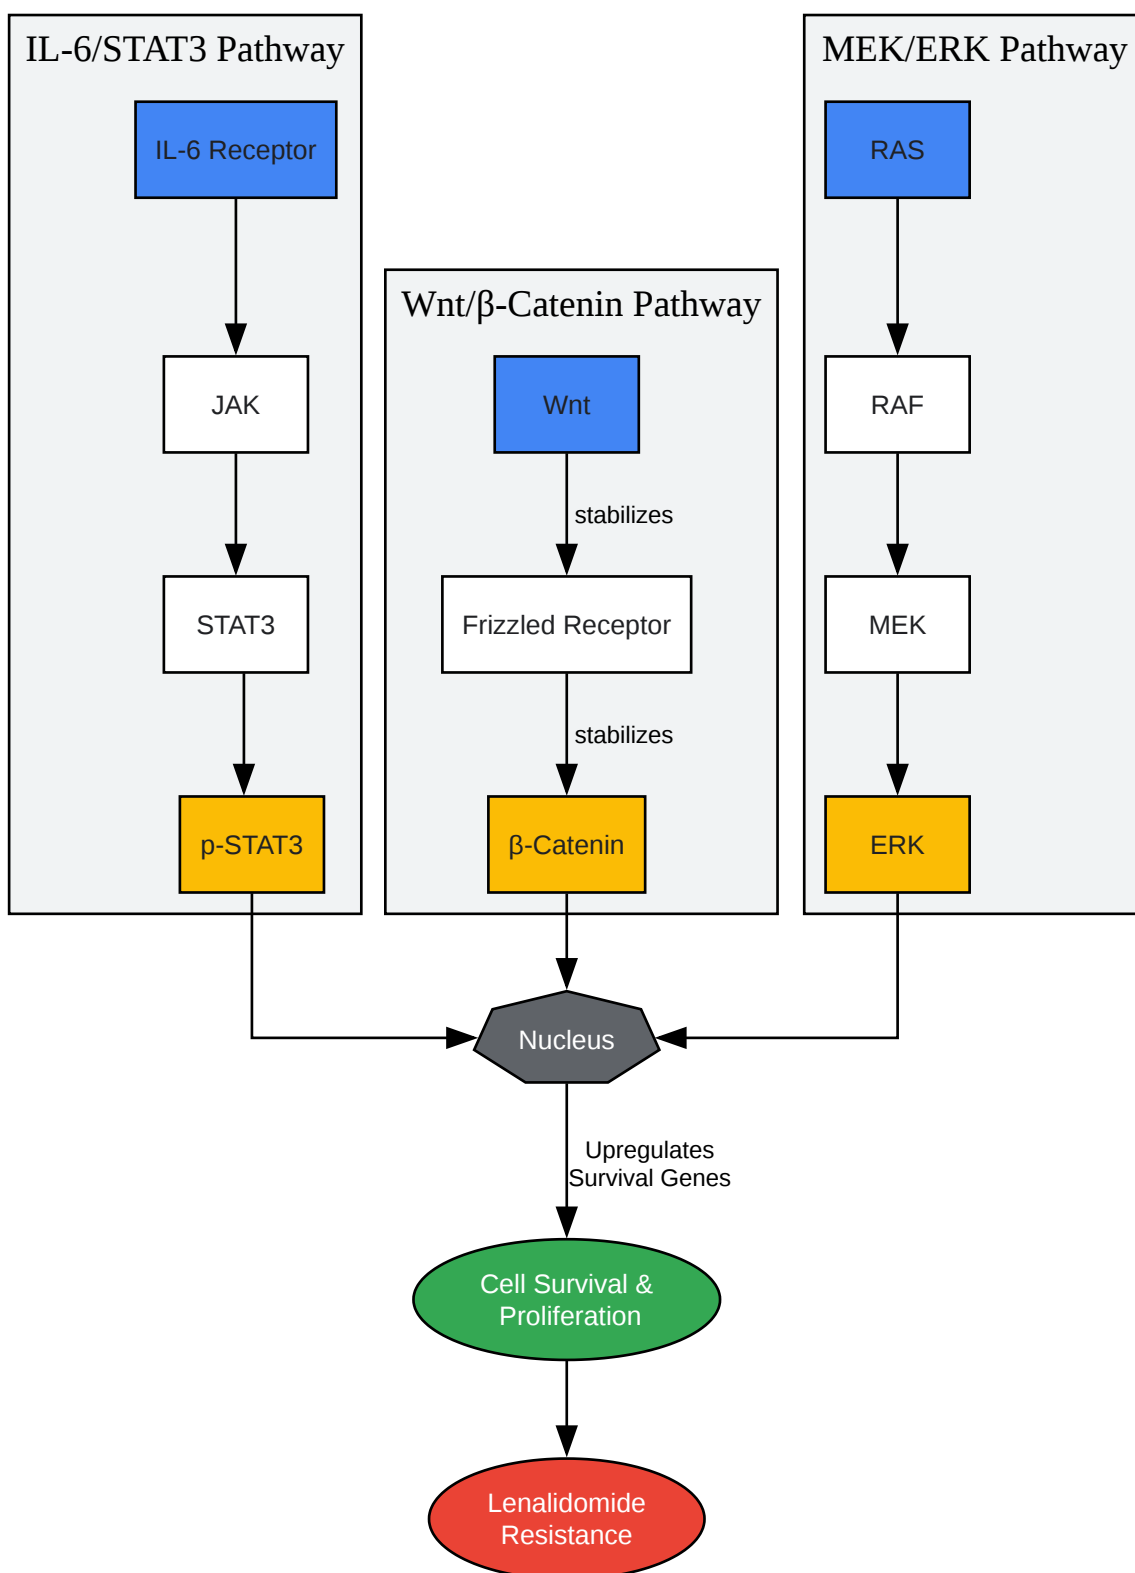 IL-6/STAT3 Pathway
MEK/ERK Pathway
IL-6 Receptor
RAS
Wnt/β-Catenin Pathway
JAK
Wnt
RAF
stabilizes
STAT3
Frizzled Receptor
MEK
stabilizes
p-STAT3
β-Catenin
ERK
Nucleus
Upregulates
Survival Genes
Cell Survival &
Proliferation
Lenalidomide
Resistance